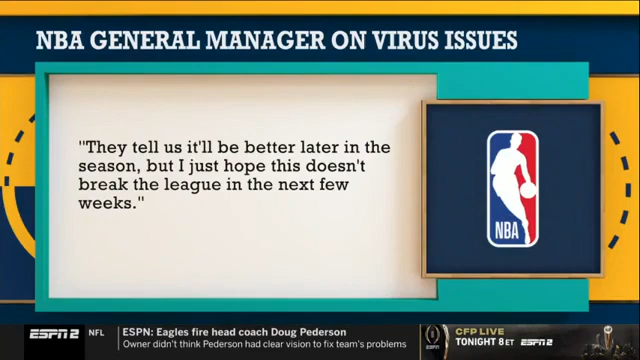 NBA GENERAL MANAGER ON VIRUS ISSUES
"They tell us it'll be better later in the
season, but I just hope this doesn't
break the league in the next few
weeks."
NBA
ESPN2 NFL ESPN: Eagles fire head coach Doug Pederson
Owner didn't think Pederson had clear vision to fix team's problems
CFP LIVE
TONIGHT 8 ET ESPN2